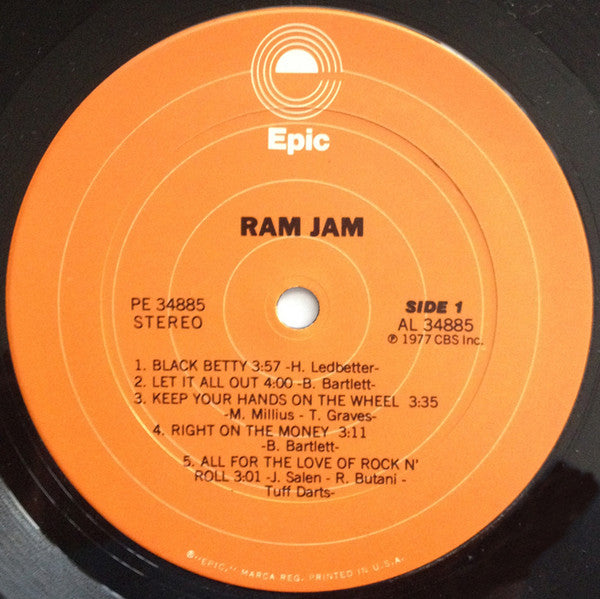 Epic
RAM JAM
PE 34885
STEREO
SIDE 1
AL 34885
℗ 1977 CBS Inc.
1. BLACK BETTY 3:57 -H. Ledbetter-
2. LET IT ALL OUT 4:00 -B. Bartlett-
3. KEEP YOUR HANDS ON THE WHEEL 3:35
-M. Millius - T. Graves-
4. RIGHT ON THE MONEY 3:11
-B. Bartlett-
5. ALL FOR THE LOVE OF ROCK N'
ROLL 3:01 -J. Salen - R. Butani -
Tuff Darts-
®"EPIC," MARCA REG. PRINTED IN U.S.A.